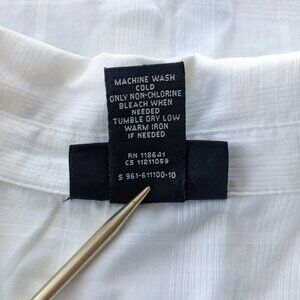 MACHINE WASH
COLD
ONLY NON-CHLORINE
BLEACH WHEN
NEEDED
TUMBLE DRY LOW
WARM IRON
IF NEEDED
RN 118641
CS 11211059
S 961-611100-10